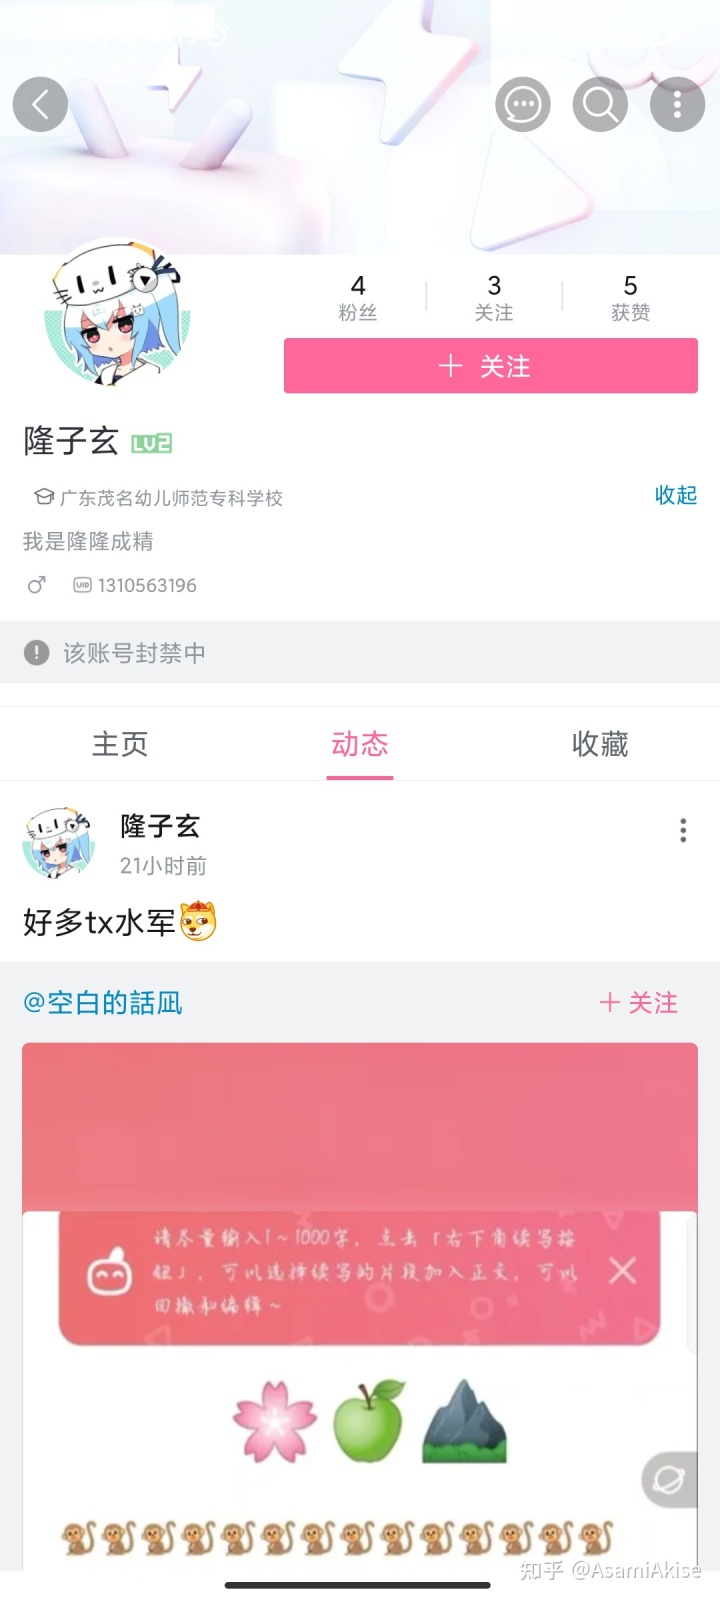 4
3
5
粉丝
关注
获赞
＋ 关注
隆子玄 LV2
广东茂名幼儿师范专科学校
收起
我是隆隆成精
UID 1310563196
该账号封禁中
主页
动态
收藏
隆子玄
21小时前
好多tx水军
@空白的話凪
＋ 关注
请尽量输入1~1000字，点击「右下角续写按
钮」，可以选择续写的片段加入正文，可以
回撤和编辑~
知乎 @AsamiAkise